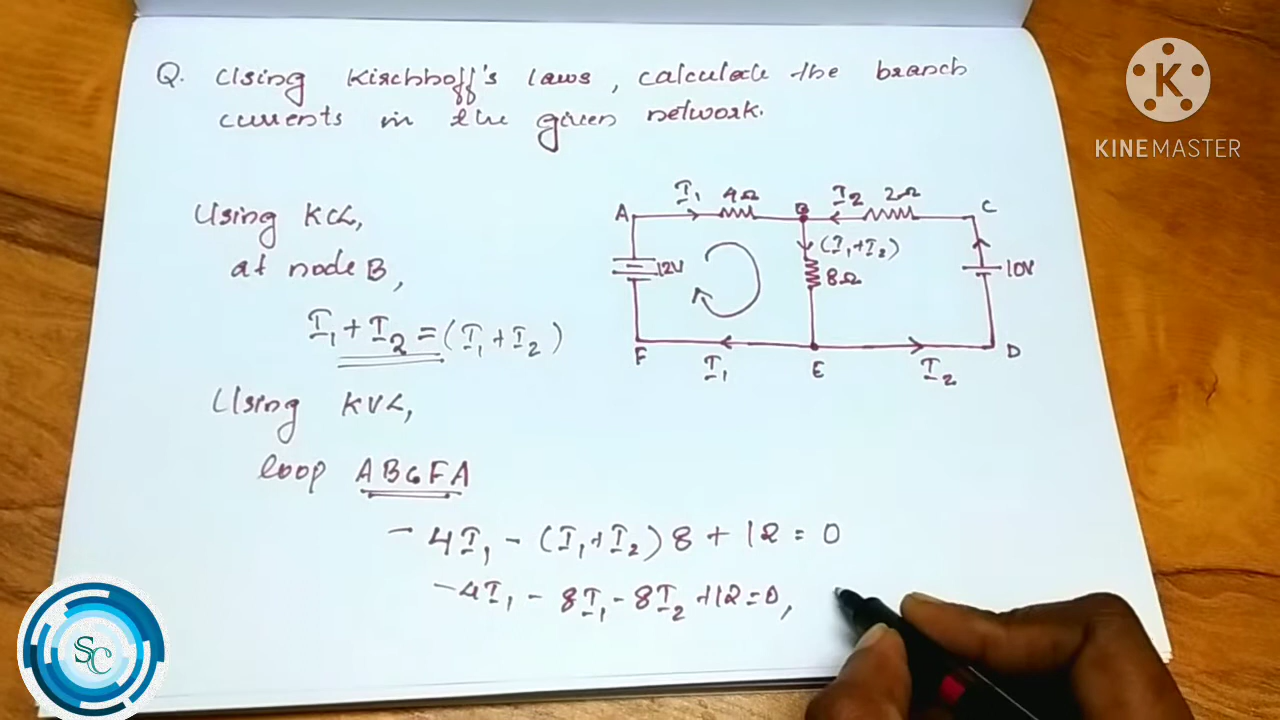 Q. Using Kirchhoff's laws, calculate the branch
currents in the given network.
KINEMASTER
Using KCL,
at node B,
I₁ + I₂ = (I₁ + I₂)
Using KVL,
loop ABEFA
- 4I₁ - (I₁+I₂) 8 + 12 = 0
- 4I₁ - 8I₁ - 8I₂ + 12 = 0,
A I₁ 4Ω B I₂ 2Ω C
(I₁+I₂)
12V 8Ω 10V
F I₁ E I₂ D
SC